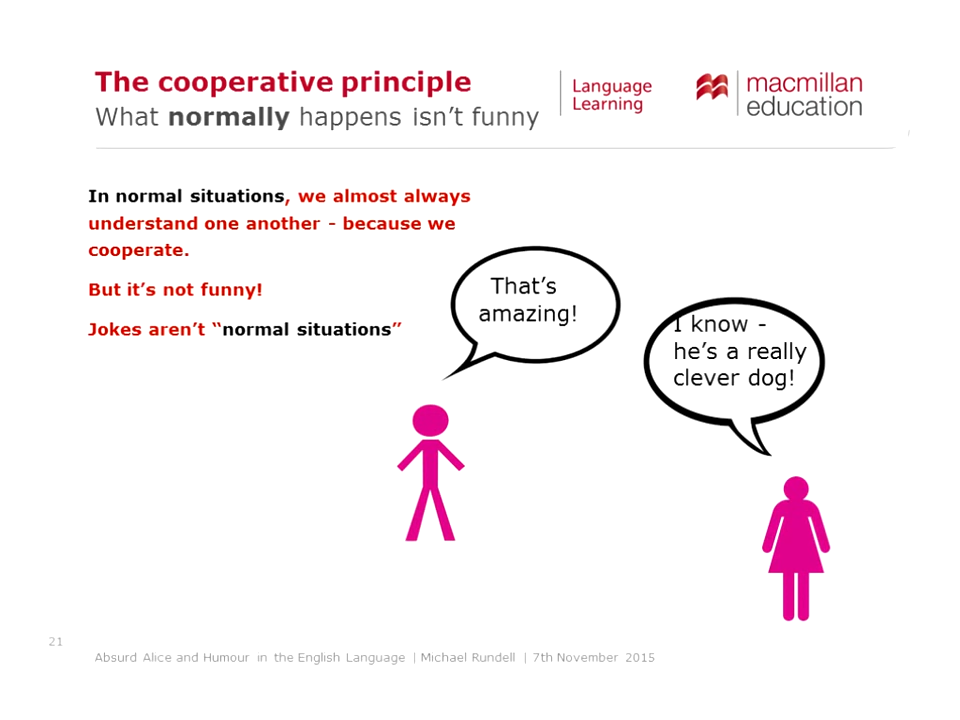 The cooperative principle
What normally happens isn't funny
Language
Learning
macmillan
education
In normal situations, we almost always
understand one another - because we
cooperate.
But it's not funny!
Jokes aren't “normal situations”
That's
amazing!
I know -
he's a really
clever dog!
21
Absurd Alice and Humour in the English Language | Michael Rundell | 7th November 2015